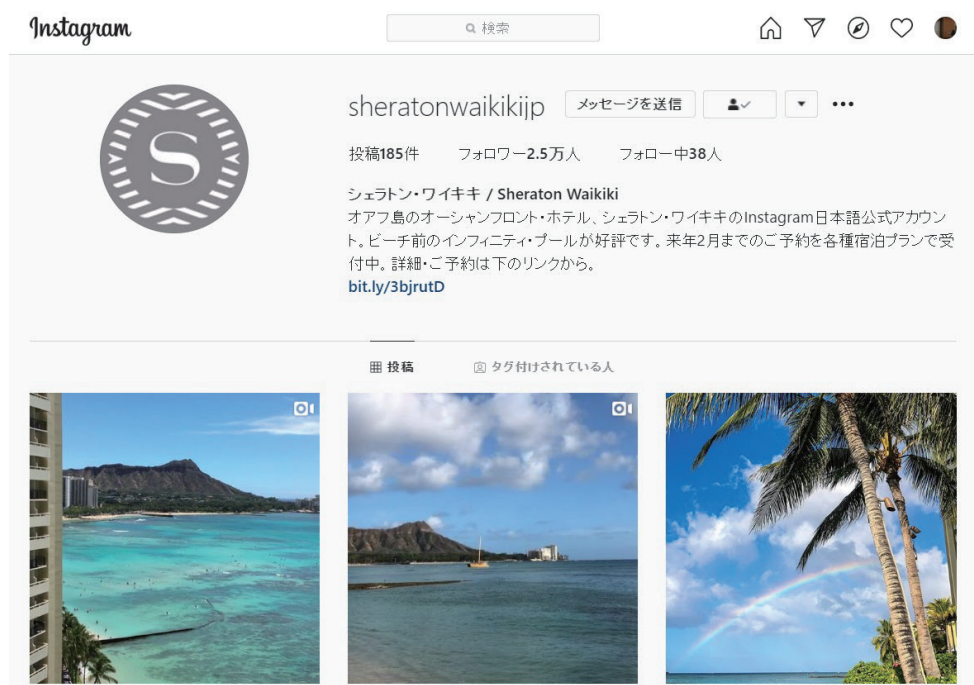 Instagram
検索
sheratonwaikikijp メッセージを送信
投稿185件 フォロワー2.5万人 フォロー中38人
シェラトン・ワイキキ / Sheraton Waikiki
オアフ島のオーシャンフロント・ホテル、シェラトン・ワイキキのInstagram日本語公式アカウン
ト。ビーチ前のインフィニティ・プールが好評です。来年2月までのご予約を各種宿泊プランで受
付中。詳細・ご予約は下のリンクから。
bit.ly/3bjrutD
投稿 タグ付けされている人
S